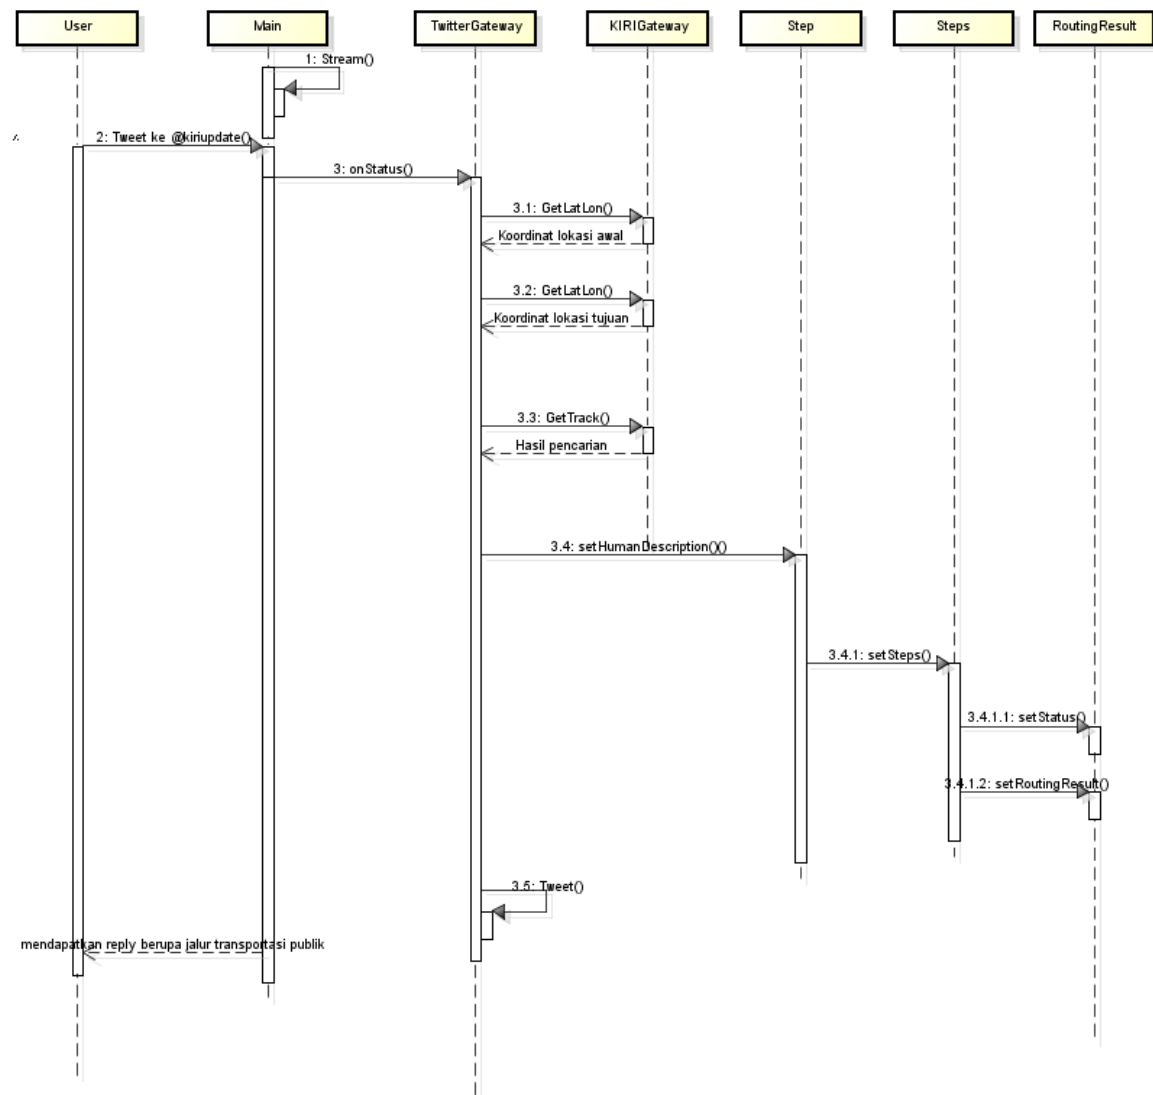 User
Main
TwitterGateway
KIRIGateway
Step
Steps
RoutingResult
1: Stream()
2: Tweet ke @kiriupdate()
3: onStatus()
3.1: GetLatLon()
Koordinat lokasi awal
3.2: GetLatLon()
Koordinat lokasi tujuan
3.3: GetTrack()
Hasil pencarian
3.4: setHumanDescription()()
3.4.1: setSteps()
3.4.1.1: setStatus()
3.4.1.2: setRoutingResult()
3.5: Tweet()
mendapatkan reply berupa jalur transportasi publik